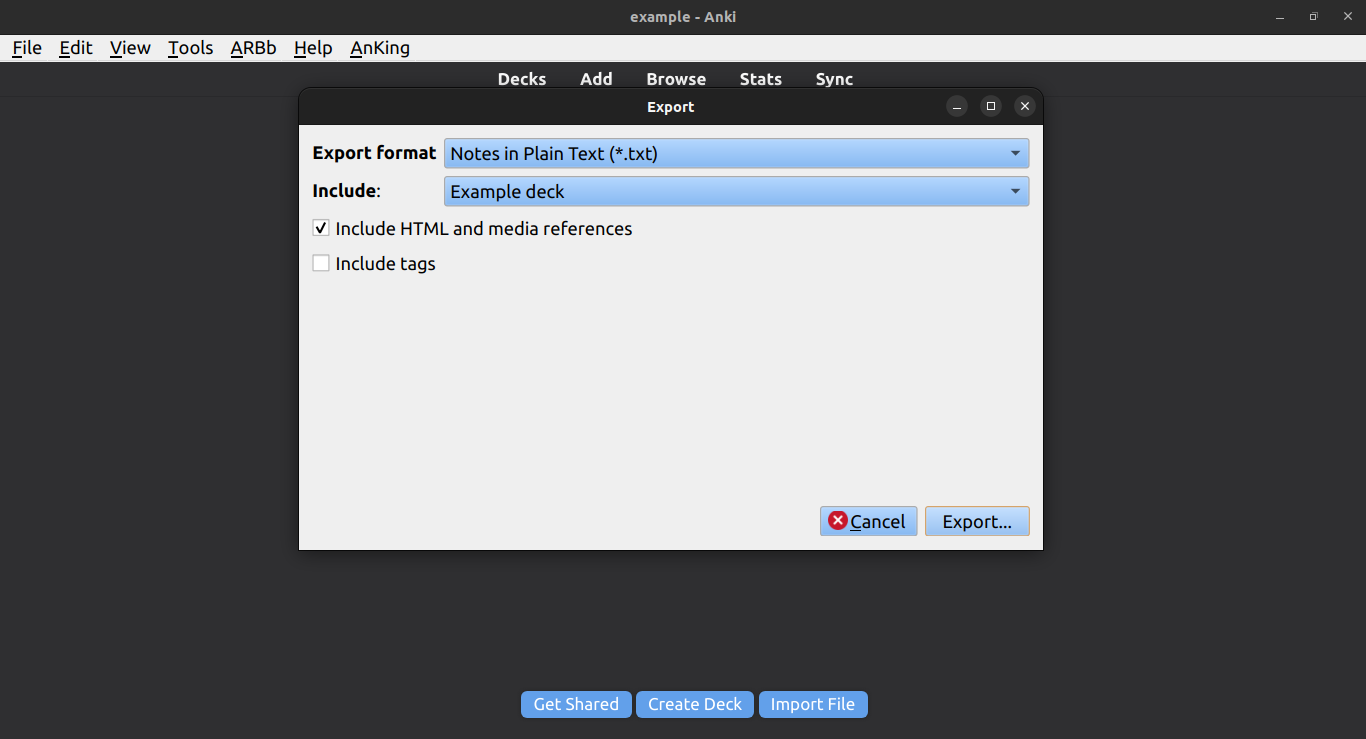 example - Anki
File Edit View Tools ARBb Help AnKing
Decks Add Browse Stats Sync
Export
Export format Notes in Plain Text (*.txt)
Include: Example deck
Include HTML and media references
Include tags
Cancel Export...
Get Shared Create Deck Import File